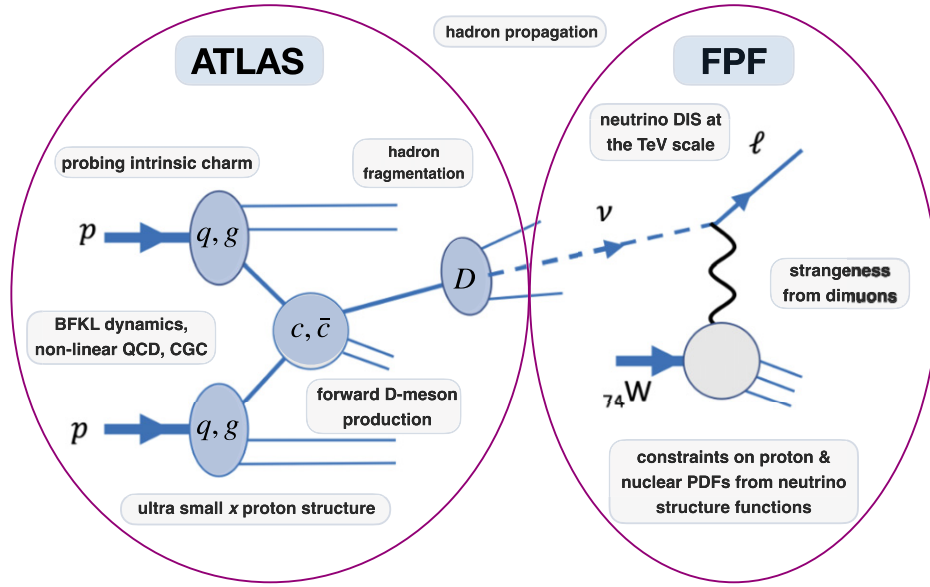 hadron propagation
ATLAS
FPF
neutrino DIS at
the TeV scale
ℓ
hadron
fragmentation
probing intrinsic charm
p
q, g
ν
D
strangeness
from dimuons
BFKL dynamics,
non-linear QCD, CGC
c, c̄
₇₄W
forward D-meson
production
p
q, g
constraints on proton &
nuclear PDFs from neutrino
structure functions
ultra small x proton structure